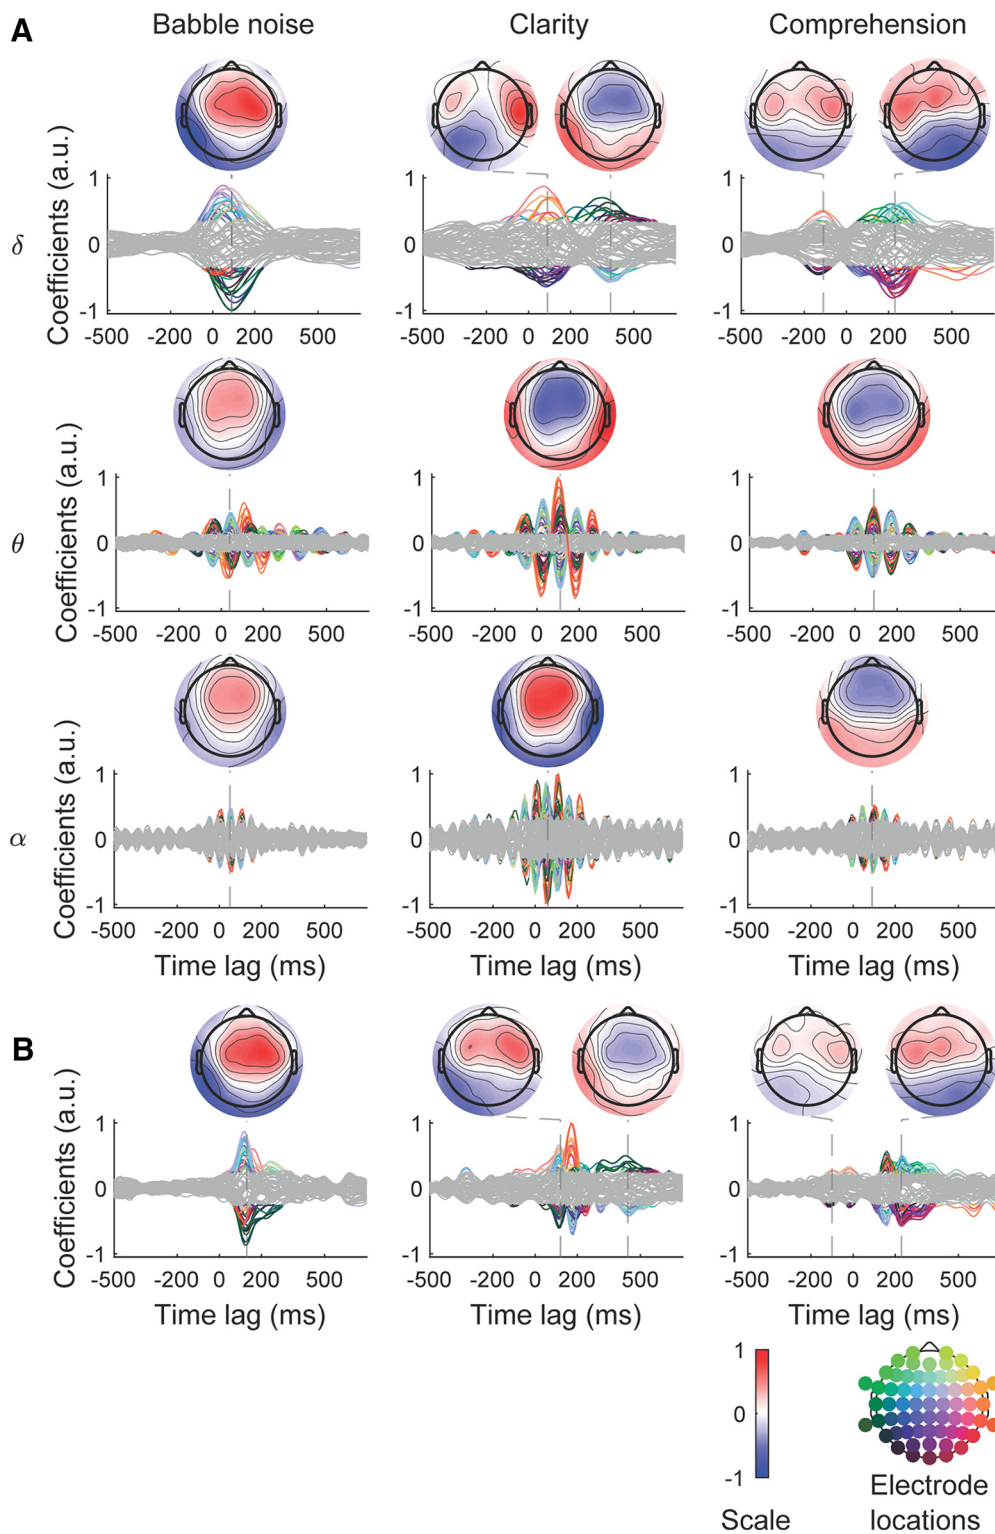 A
Babble noise Clarity Comprehension
δ
Coefficients (a.u.)
1 0 -1
-500 -200 0 200 500 -500 -200 0 200 500 -500 -200 0 200 500
θ
Coefficients (a.u.)
1 0 -1
1 0 -1
1 0 -1
-500 -200 0 200 500 -500 -200 0 200 500 -500 -200 0 200 500
α
Coefficients (a.u.)
1 0 -1
1 0 -1
1 0 -1
-500 -200 0 200 500 -500 -200 0 200 500 -500 -200 0 200 500
Time lag (ms) Time lag (ms) Time lag (ms)
B
Coefficients (a.u.)
1 0 -1
1 0 -1
1 0 -1
-500 -200 0 200 500 -500 -200 0 200 500 -500 -200 0 200 500
Time lag (ms) Time lag (ms) Time lag (ms)
1
0
-1
Scale
Electrode
locations